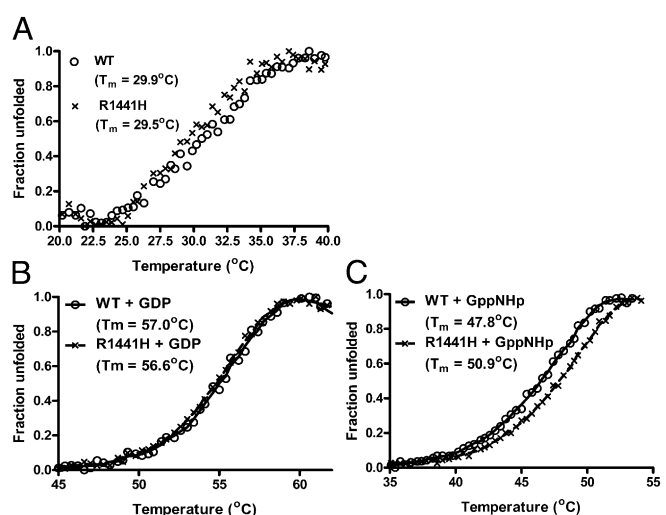 A
1.0
0.8
0.6
0.4
0.2
0.0
Fraction unfolded
WT
(Tm = 29.9°C)
R1441H
(Tm = 29.5°C)
20.0 22.5 25.0 27.5 30.0 32.5 35.0 37.5 40.0
Temperature (°C)
B
1.0
0.8
0.6
0.4
0.2
0.0
Fraction unfolded
WT + GDP
(Tm = 57.0°C)
R1441H + GDP
(Tm = 56.6°C)
45 50 55 60
Temperature (°C)
C
1.0
0.8
0.6
0.4
0.2
0.0
Fraction unfolded
WT + GppNHp
(Tm = 47.8°C)
R1441H + GppNHp
(Tm = 50.9°C)
35 40 45 50 55
Temperature (°C)